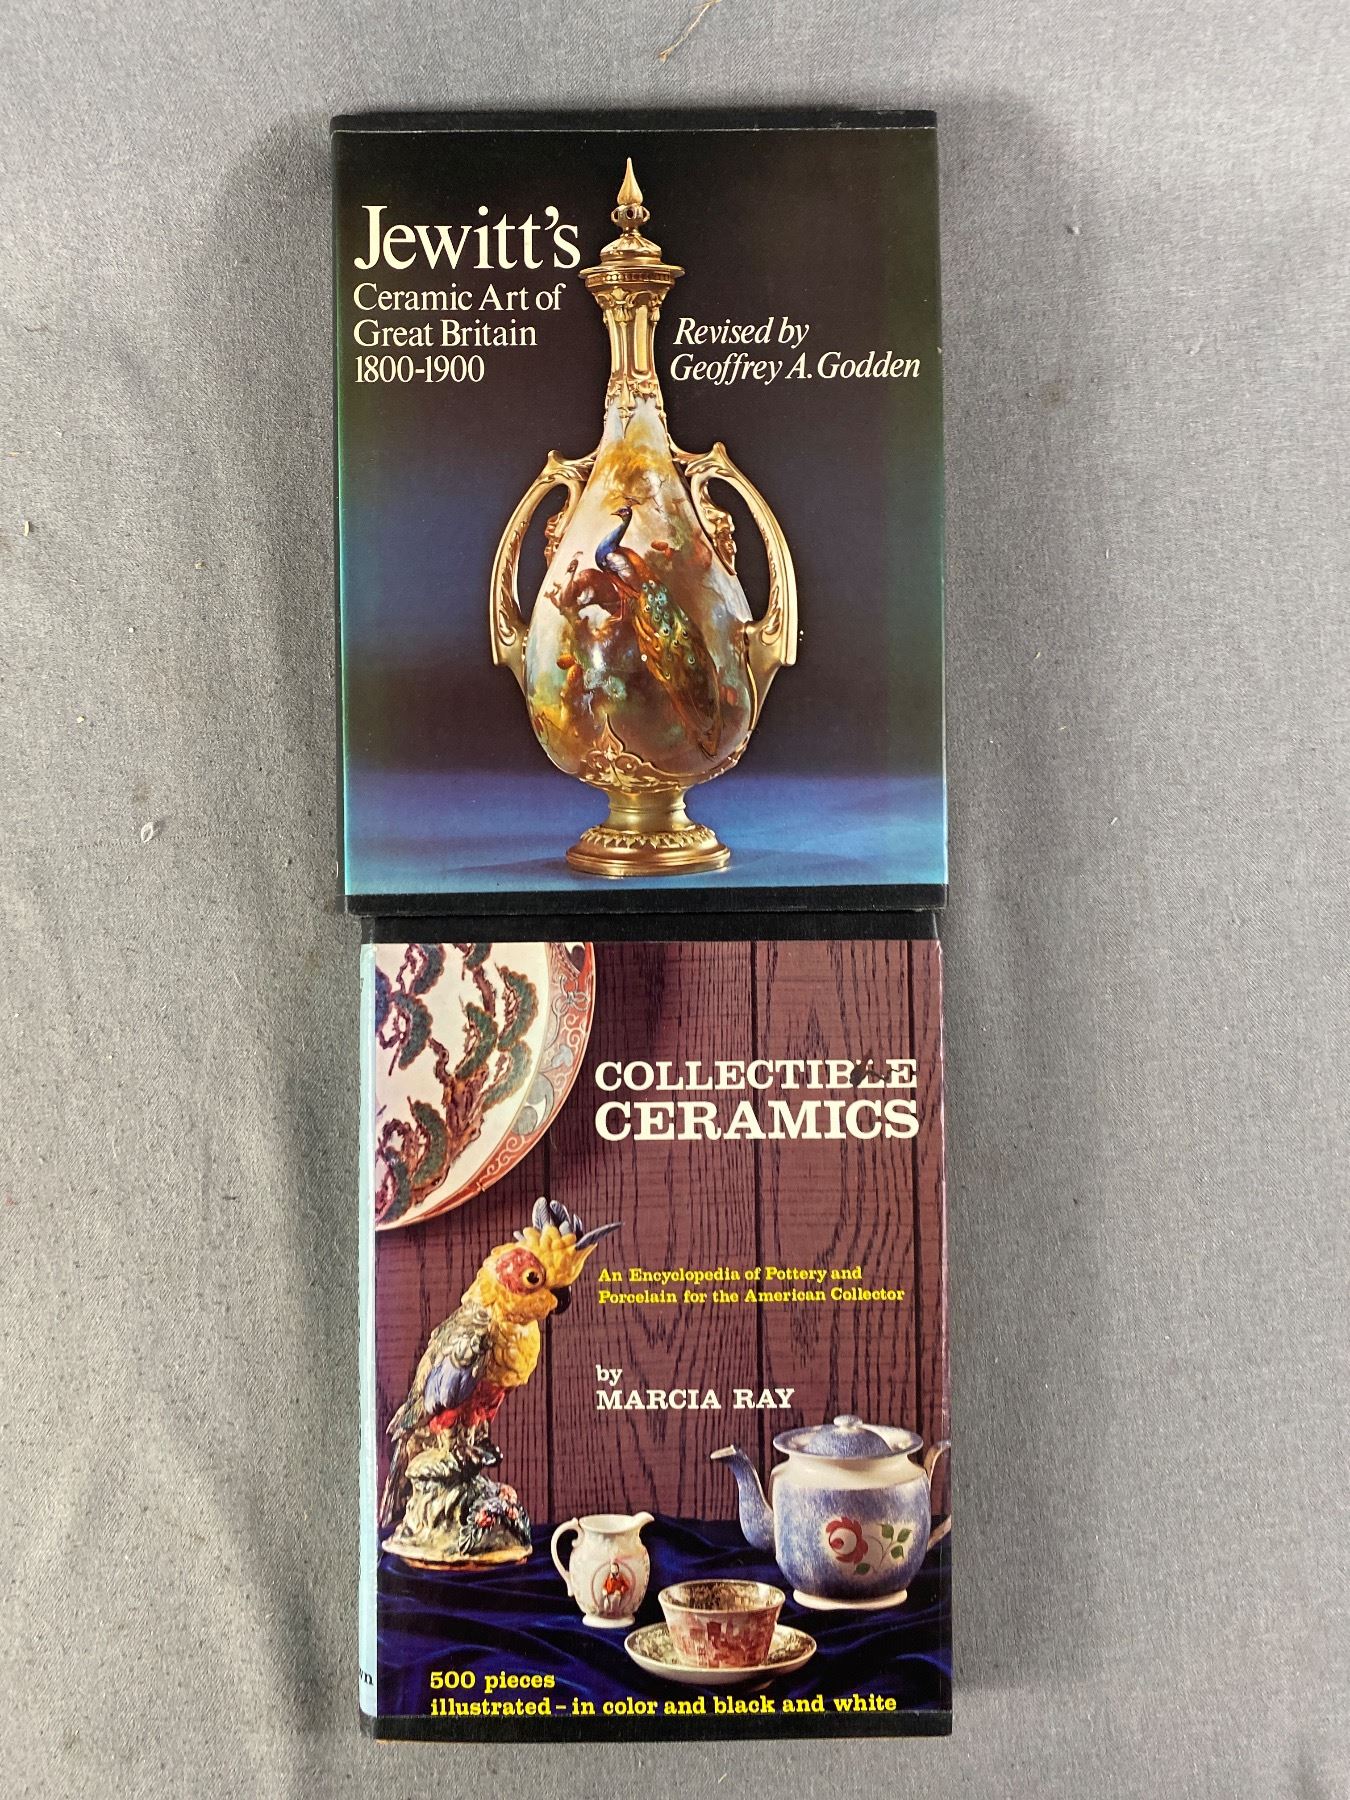 Jewitt's
Ceramic Art of
Great Britain
1800-1900
Revised by
Geoffrey A. Godden
COLLECTIBLE
CERAMICS
An Encyclopedia of Pottery and
Porcelain for the American Collector
by
MARCIA RAY
500 pieces
illustrated – in color and black and white